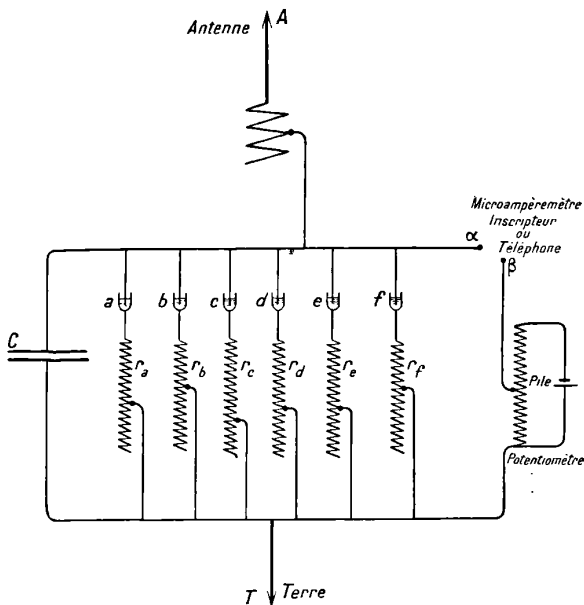 A
Antenne
Microampèremètre
Inscripteur
ou
Téléphone
α
β
a b c d e f
C
r_a r_b r_c r_d r_e r_f
Pile
Potentiomètre
T Terre